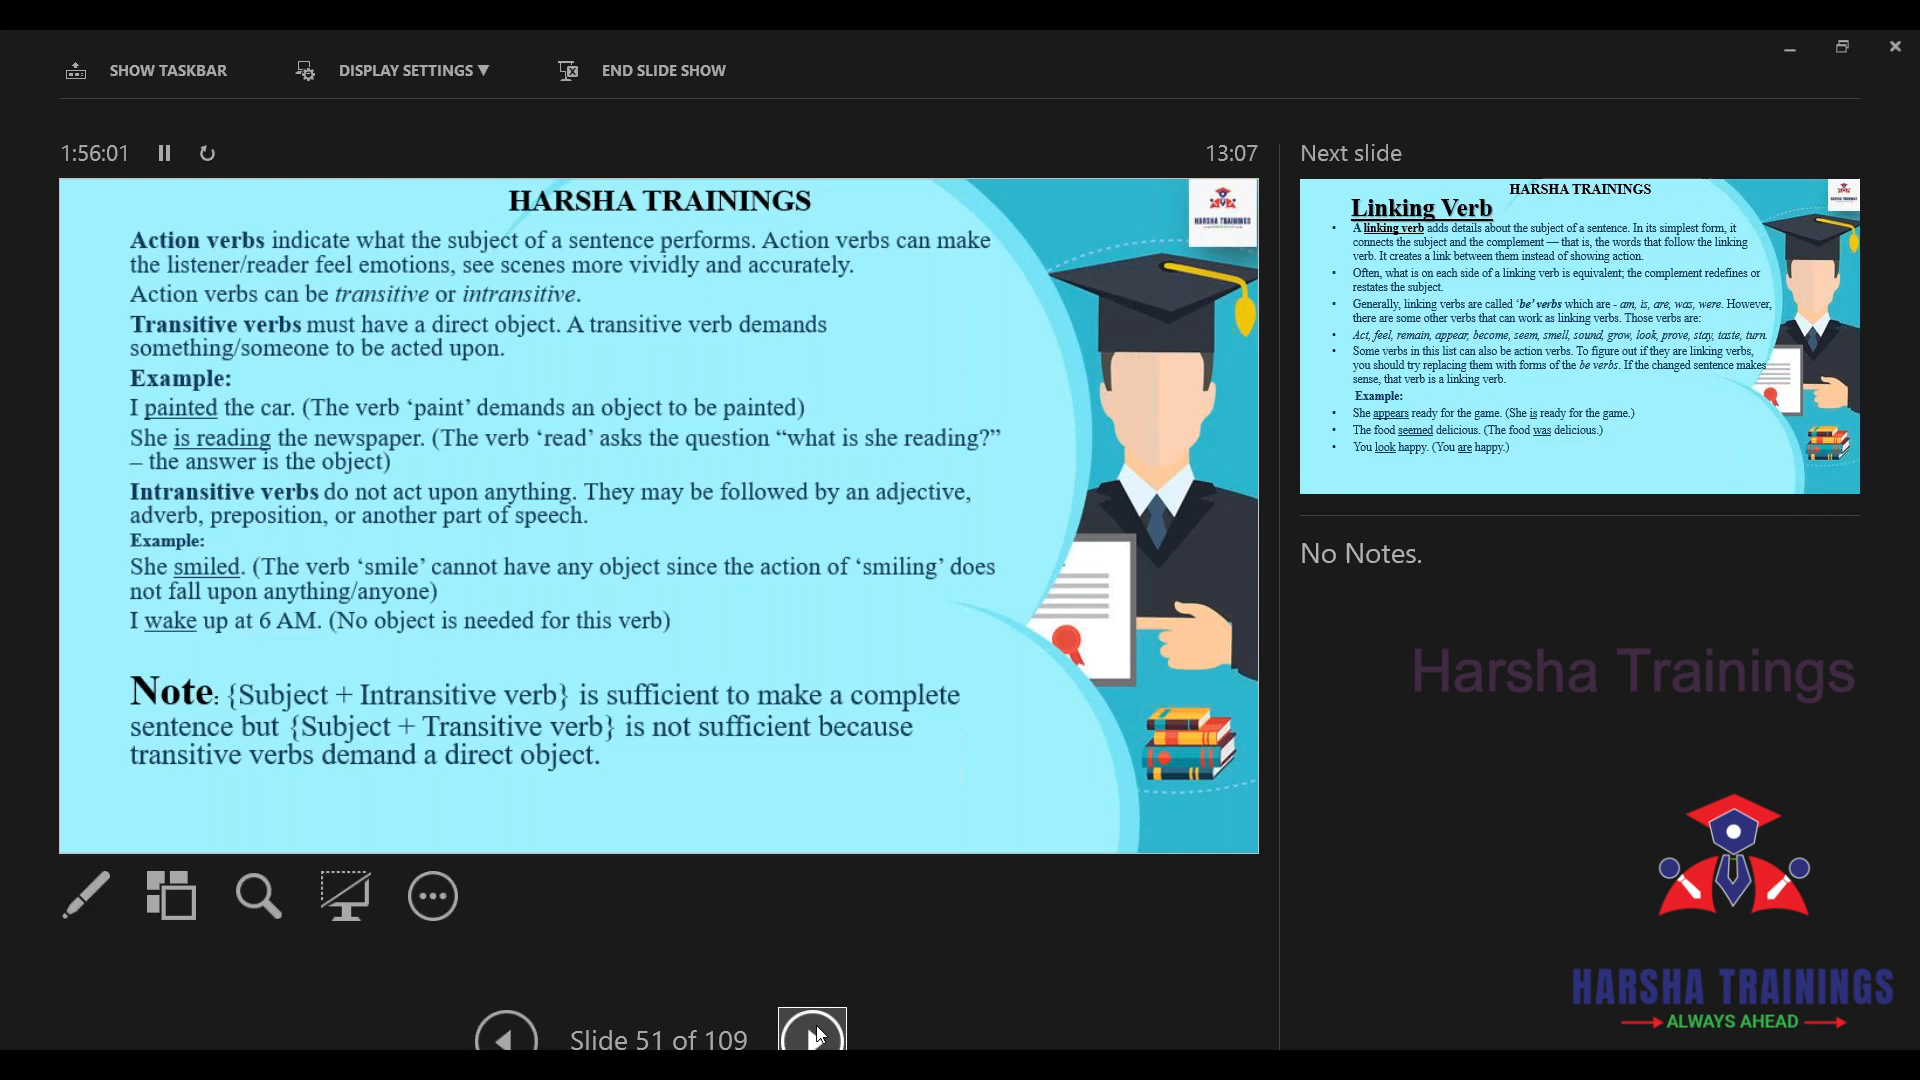 SHOW TASKBAR
DISPLAY SETTINGS ▼
END SLIDE SHOW
1:56:01
13:07
HARSHA TRAININGS
HARSHA TRAININGS
Action verbs indicate what the subject of a sentence performs. Action verbs can make
the listener/reader feel emotions, see scenes more vividly and accurately.
Action verbs can be transitive or intransitive.
Transitive verbs must have a direct object. A transitive verb demands
something/someone to be acted upon.
Example:
I painted the car. (The verb ‘paint’ demands an object to be painted)
She is reading the newspaper. (The verb ‘read’ asks the question “what is she reading?”
– the answer is the object)
Intransitive verbs do not act upon anything. They may be followed by an adjective,
adverb, preposition, or another part of speech.
Example:
She smiled. (The verb ‘smile’ cannot have any object since the action of ‘smiling’ does
not fall upon anything/anyone)
I wake up at 6 AM. (No object is needed for this verb)
Note: {Subject + Intransitive verb} is sufficient to make a complete
sentence but {Subject + Transitive verb} is not sufficient because
transitive verbs demand a direct object.
Slide 51 of 109
Next slide
HARSHA TRAININGS
HARSHA TRAININGS
Linking Verb
• A linking verb adds details about the subject of a sentence. In its simplest form, it
connects the subject and the complement — that is, the words that follow the linking
verb. It creates a link between them instead of showing action.
• Often, what is on each side of a linking verb is equivalent; the complement redefines or
restates the subject.
• Generally, linking verbs are called ‘be’ verbs which are - am, is, are, was, were. However,
there are some other verbs that can work as linking verbs. Those verbs are:
• Act, feel, remain, appear, become, seem, smell, sound, grow, look, prove, stay, taste, turn.
• Some verbs in this list can also be action verbs. To figure out if they are linking verbs,
you should try replacing them with forms of the be verbs. If the changed sentence makes
sense, that verb is a linking verb.
Example:
• She appears ready for the game. (She is ready for the game.)
• The food seemed delicious. (The food was delicious.)
• You look happy. (You are happy.)
No Notes.
Harsha Trainings
HARSHA TRAININGS
ALWAYS AHEAD